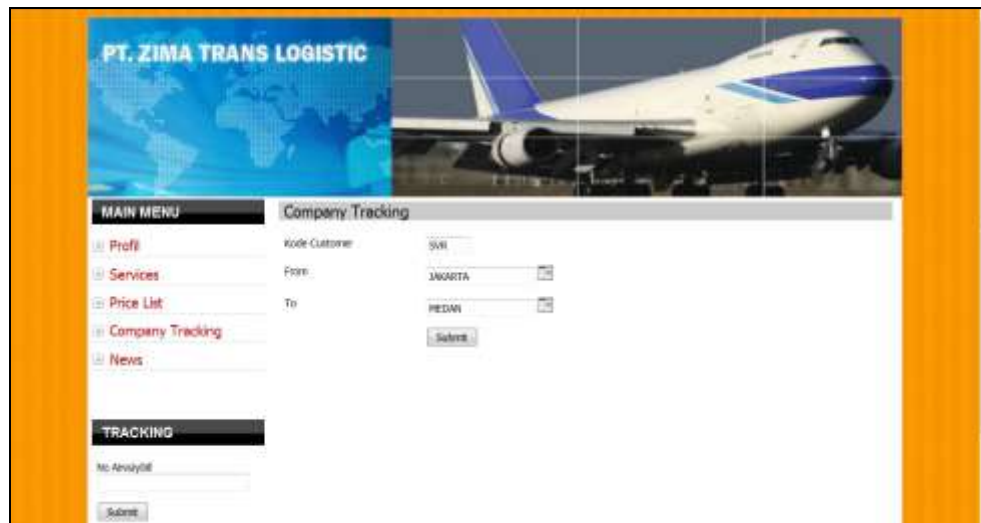 PT. ZIMA TRANS LOGISTIC
MAIN MENU
Profil
Services
Price List
Company Tracking
News
TRACKING
No Airwaybill
Submit
Company Tracking
Kode Customer
SVR
From
JAKARTA
To
MEDAN
Submit